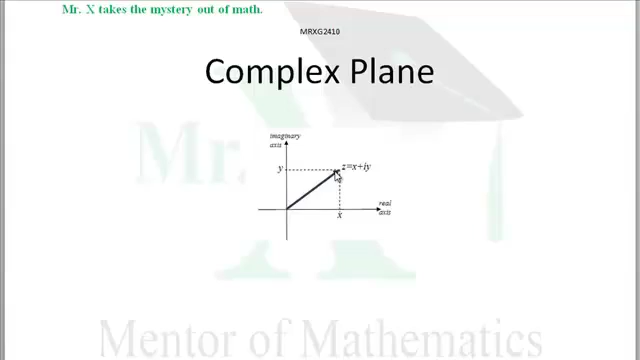 Mr. X takes the mystery out of math.
MRXG2410
Complex Plane
Mr.
imaginary
axis
z=x+iy
y
real
axis
x
Mentor of Mathematics